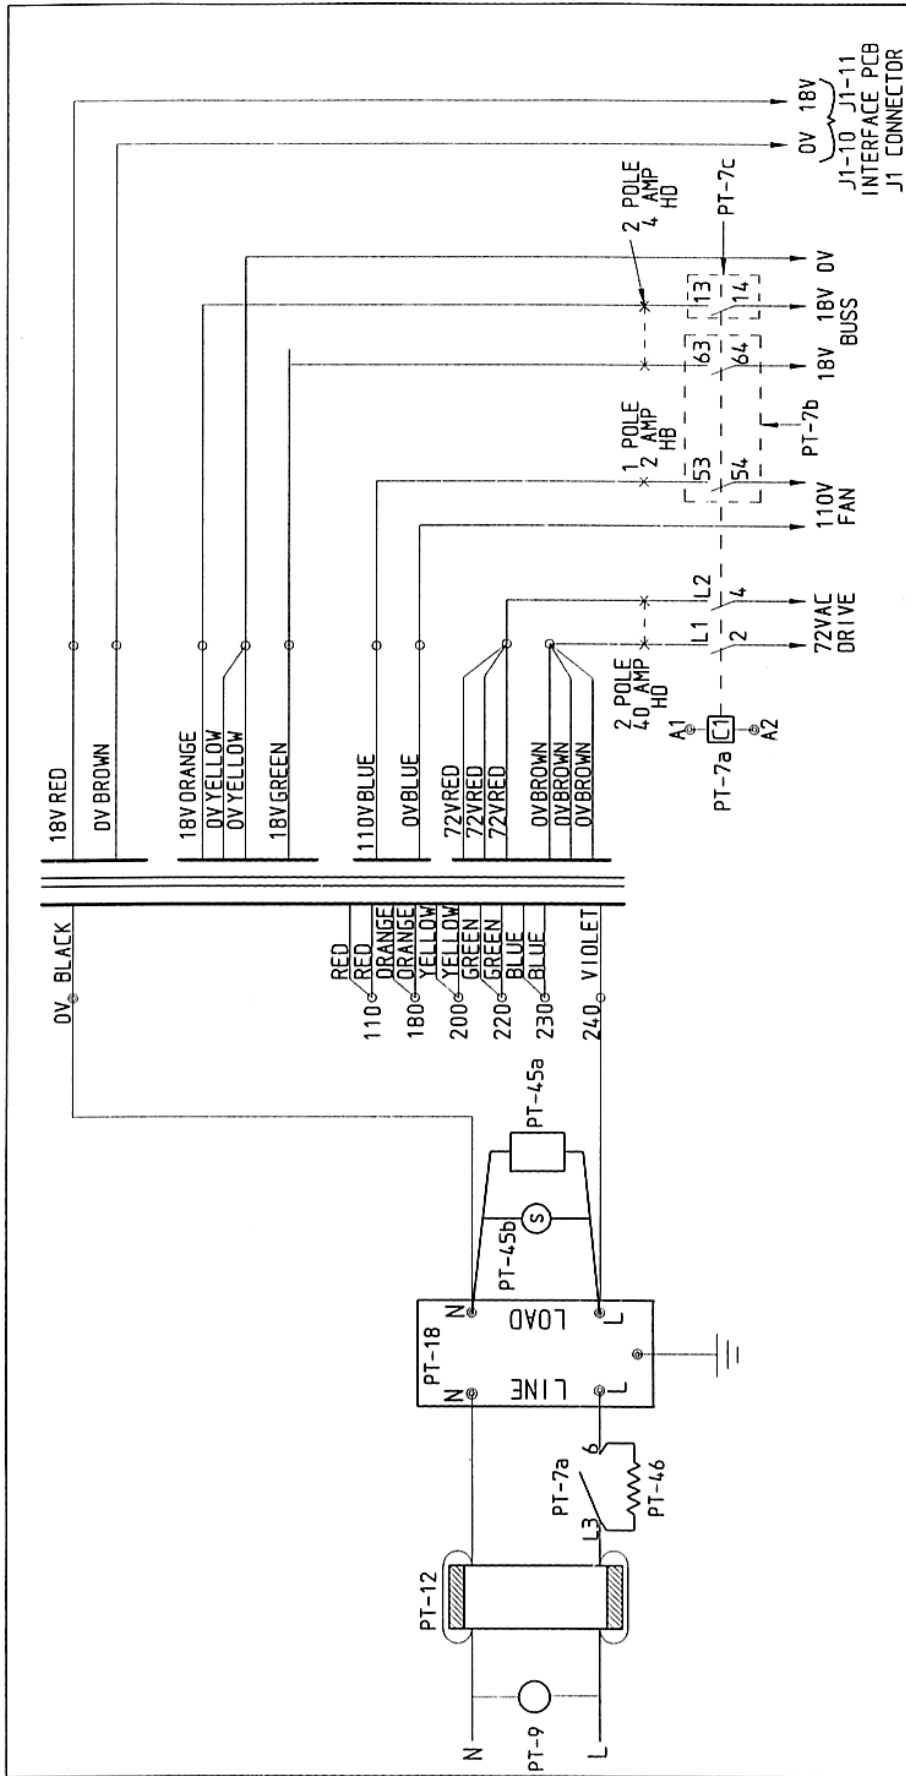 N
L
PT-9
PT-12
L3
6
PT-7a
PT-46
PT-18
N
N
LINE
LOAD
L
L
PT-45b
S
PT-45a
0V
BLACK
RED
RED
110
ORANGE
ORANGE
180
YELLOW
YELLOW
200
GREEN
GREEN
220
BLUE
BLUE
230
240
VIOLET
18V RED
0V BROWN
18V ORANGE
0V YELLOW
0V YELLOW
18V GREEN
110V BLUE
0V BLUE
72V RED
72V RED
72V RED
0V BROWN
0V BROWN
0V BROWN
2 POLE
40 AMP
HD
1 POLE
2 AMP
HB
2 POLE
4 AMP
HD
A1
C1
A2
PT-7a
L1
2
L2
4
53
54
63
64
13
14
PT-7b
PT-7c
72VAC
DRIVE
110V
FAN
18V
18V
0V
BUSS
0V
18V
J1-10
J1-11
INTERFACE PCB
J1 CONNECTOR